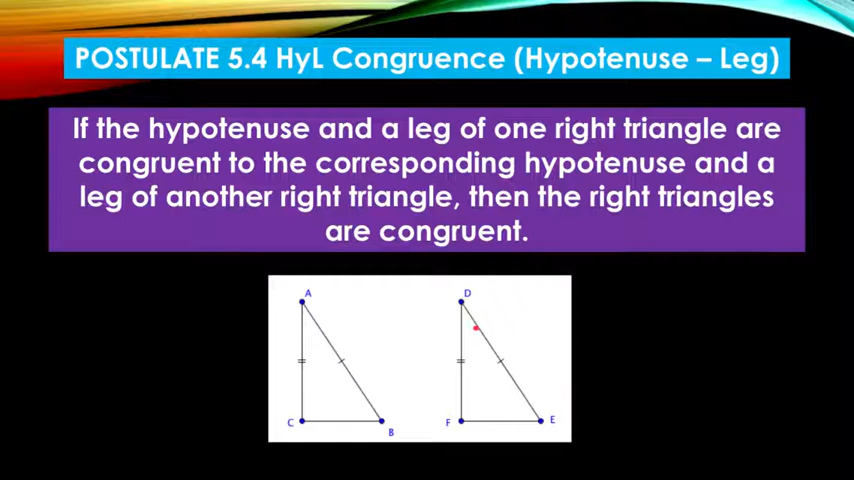 POSTULATE 5.4 HyL Congruence (Hypotenuse – Leg)
If the hypotenuse and a leg of one right triangle are
congruent to the corresponding hypotenuse and a
leg of another right triangle, then the right triangles
are congruent.
A
D
C
B
F
E